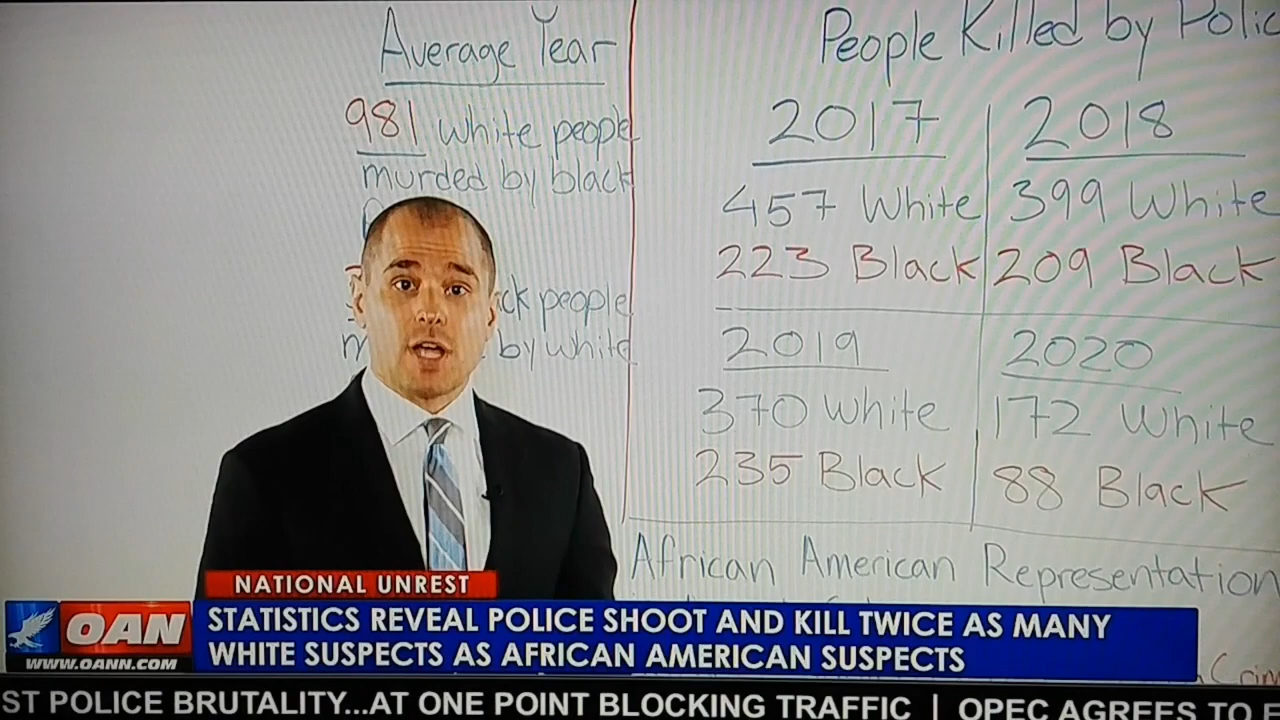 Average Year
981 white people
murded by black
ck people
by white
People Killed by Polic
2017
457 White
223 Black
2018
399 White
209 Black
2019
370 White
235 Black
2020
172 White
88 Black
African American Representation
Crim
NATIONAL UNREST
OAN
WWW.OANN.COM
STATISTICS REVEAL POLICE SHOOT AND KILL TWICE AS MANY
WHITE SUSPECTS AS AFRICAN AMERICAN SUSPECTS
ST POLICE BRUTALITY...AT ONE POINT BLOCKING TRAFFIC | OPEC AGREES TO E